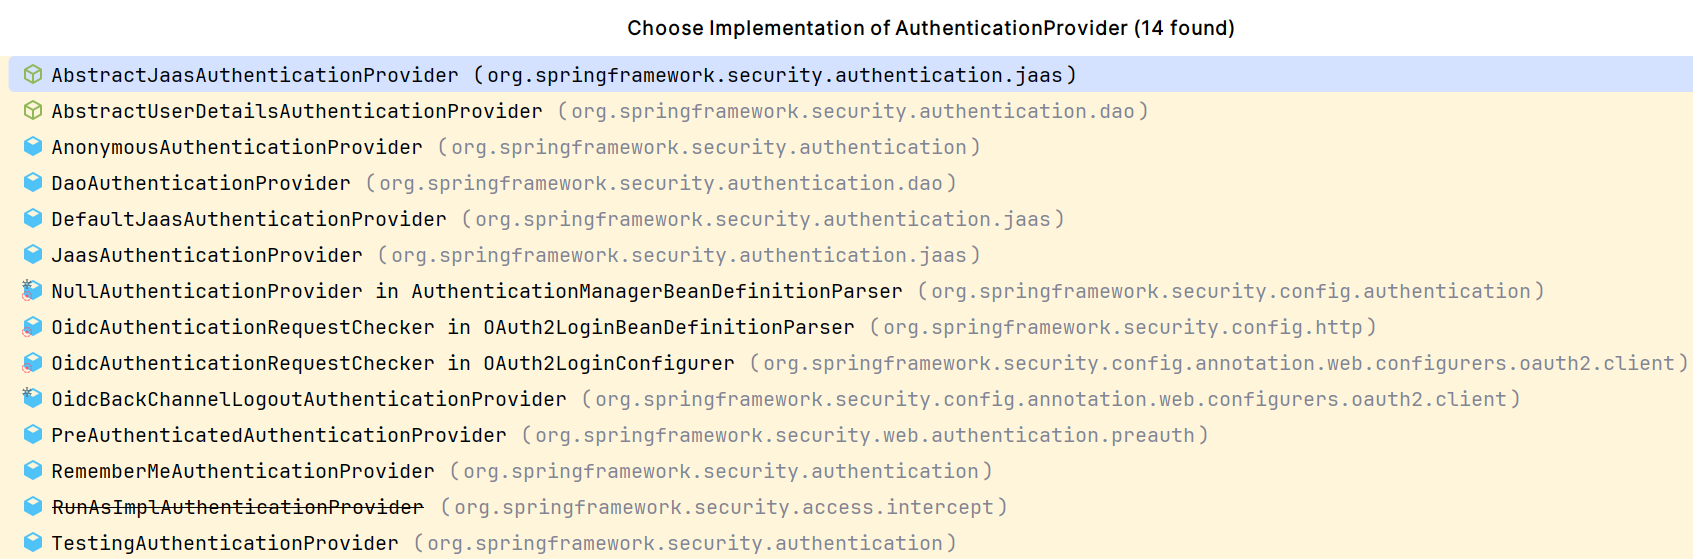 Choose Implementation of AuthenticationProvider (14 found)
AbstractJaasAuthenticationProvider (org.springframework.security.authentication.jaas)
AbstractUserDetailsAuthenticationProvider (org.springframework.security.authentication.dao)
AnonymousAuthenticationProvider (org.springframework.security.authentication)
DaoAuthenticationProvider (org.springframework.security.authentication.dao)
DefaultJaasAuthenticationProvider (org.springframework.security.authentication.jaas)
JaasAuthenticationProvider (org.springframework.security.authentication.jaas)
NullAuthenticationProvider in AuthenticationManagerBeanDefinitionParser (org.springframework.security.config.authentication)
OidcAuthenticationRequestChecker in OAuth2LoginBeanDefinitionParser (org.springframework.security.config.http)
OidcAuthenticationRequestChecker in OAuth2LoginConfigurer (org.springframework.security.config.annotation.web.configurers.oauth2.client)
OidcBackChannelLogoutAuthenticationProvider (org.springframework.security.config.annotation.web.configurers.oauth2.client)
PreAuthenticatedAuthenticationProvider (org.springframework.security.web.authentication.preauth)
RememberMeAuthenticationProvider (org.springframework.security.authentication)
RunAsImplAuthenticationProvider (org.springframework.security.access.intercept)
TestingAuthenticationProvider (org.springframework.security.authentication)